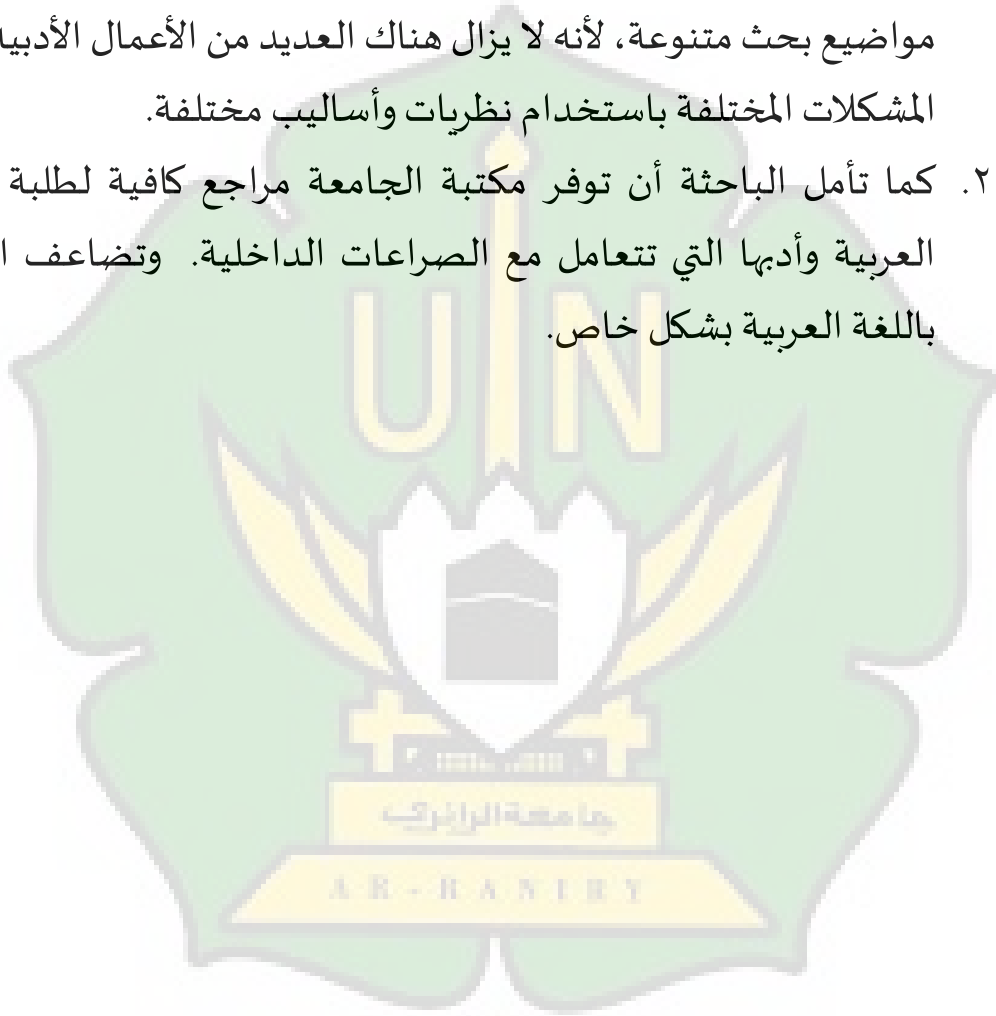 مواضيع بحث متنوعة، لأنه لا يزال هناك العديد من الأعمال الأدبية
المشكلات المختلفة باستخدام نظريات وأساليب مختلفة.
٢. كما تأمل الباحثة أن توفر مكتبة الجامعة مراجع كافية لطلبة
العربية وأدبها التي تتعامل مع الصراعات الداخلية. وتضاعف
باللغة العربية بشكل خاص.
UIN
جامعة الرانري
AR-RANIRY